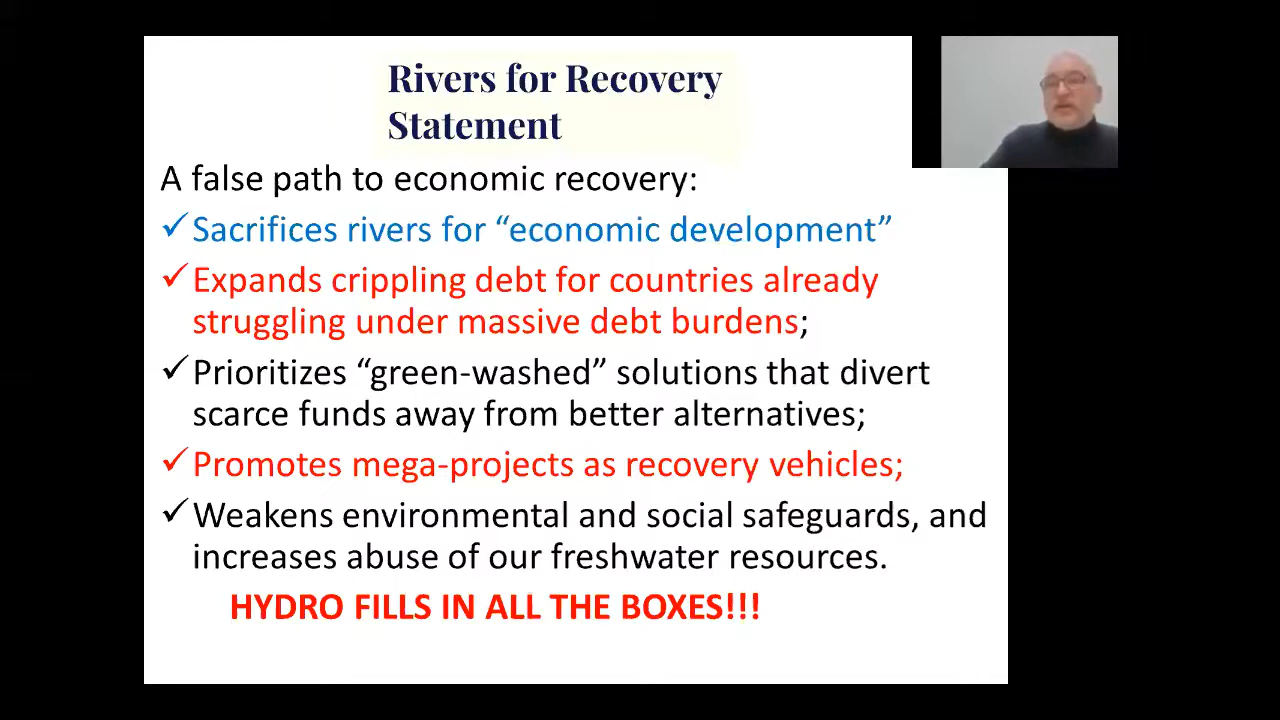 Rivers for Recovery
Statement
A false path to economic recovery:
✓Sacrifices rivers for “economic development”
✓Expands crippling debt for countries already
struggling under massive debt burdens;
✓Prioritizes “green-washed” solutions that divert
scarce funds away from better alternatives;
✓Promotes mega-projects as recovery vehicles;
✓Weakens environmental and social safeguards, and
increases abuse of our freshwater resources.
HYDRO FILLS IN ALL THE BOXES!!!